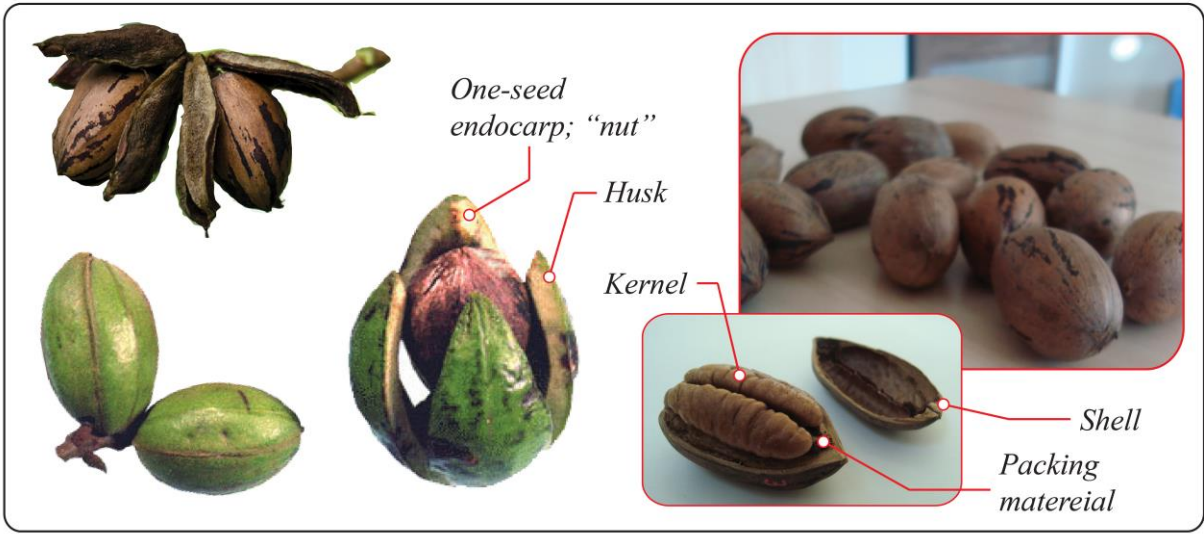 One-seed
endocarp; “nut”
Husk
Kernel
Shell
Packing
matereial